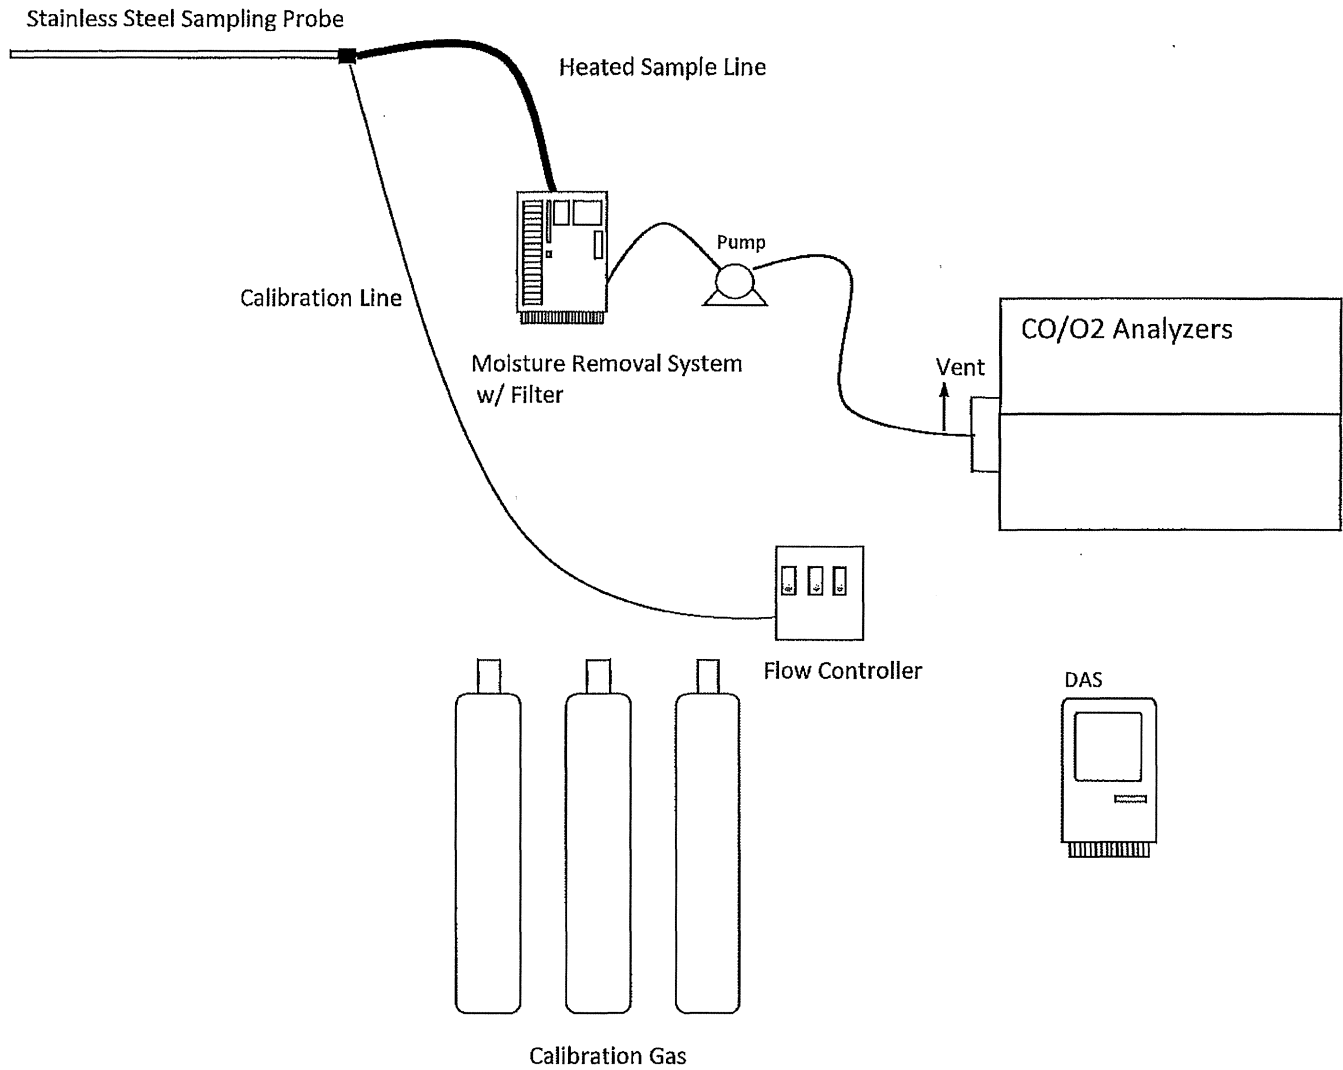 Stainless Steel Sampling Probe
Heated Sample Line
Pump
Calibration Line
CO/O2 Analyzers
Moisture Removal System
w/ Filter
Vent
Flow Controller
DAS
Calibration Gas